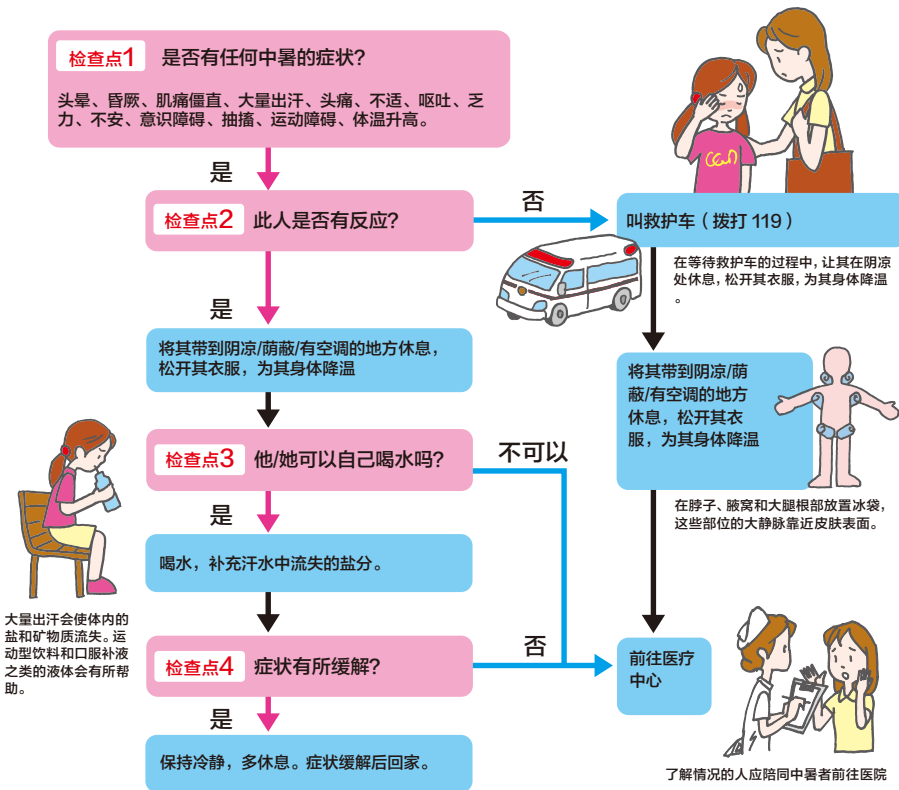 检查点1 是否有任何中暑的症状?
头晕、昏厥、肌痛僵直、大量出汗、头痛、不适、呕吐、乏
力、不安、意识障碍、抽搐、运动障碍、体温升高。
是
检查点2 此人是否有反应?
否
叫救护车(拨打 119)
在等待救护车的过程中,让其在阴凉
处休息,松开其衣服,为其身体降温
。
是
将其带到阴凉/荫蔽/有空调的地方休息,
松开其衣服,为其身体降温
将其带到阴凉/荫
蔽/有空调的地方
休息,松开其衣
服,为其身体降温
在脖子、腋窝和大腿根部放置冰袋,
这些部位的大静脉靠近皮肤表面。
检查点3 他/她可以自己喝水吗?
不可以
是
喝水,补充汗水中流失的盐分。
大量出汗会使体内的
盐和矿物质流失。运
动型饮料和口服补液
之类的液体会有所帮
助。
检查点4 症状有所缓解?
否
前往医疗
中心
是
保持冷静,多休息。症状缓解后回家。
了解情况的人应陪同中暑者前往医院